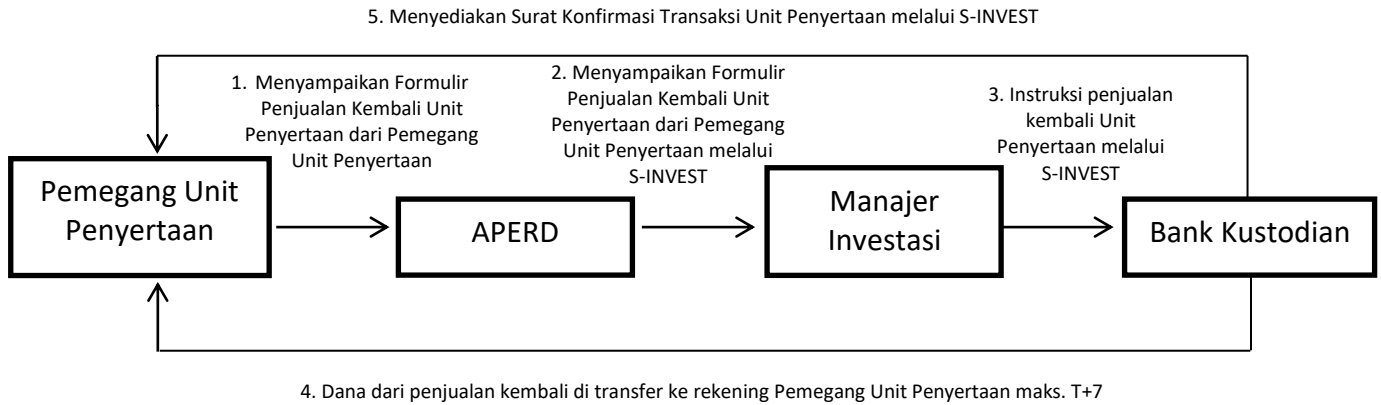 5. Menyediakan Surat Konfirmasi Transaksi Unit Penyertaan melalui S-INVEST
1. Menyampaikan Formulir
Penjualan Kembali Unit
Penyertaan dari Pemegang
Unit Penyertaan
2. Menyampaikan Formulir
Penjualan Kembali Unit
Penyertaan dari Pemegang
Unit Penyertaan melalui
S-INVEST
3. Instruksi penjualan
kembali Unit
Penyertaan melalui
S-INVEST
Pemegang Unit
Penyertaan
APERD
Manajer
Investasi
Bank Kustodian
4. Dana dari penjualan kembali di transfer ke rekening Pemegang Unit Penyertaan maks. T+7